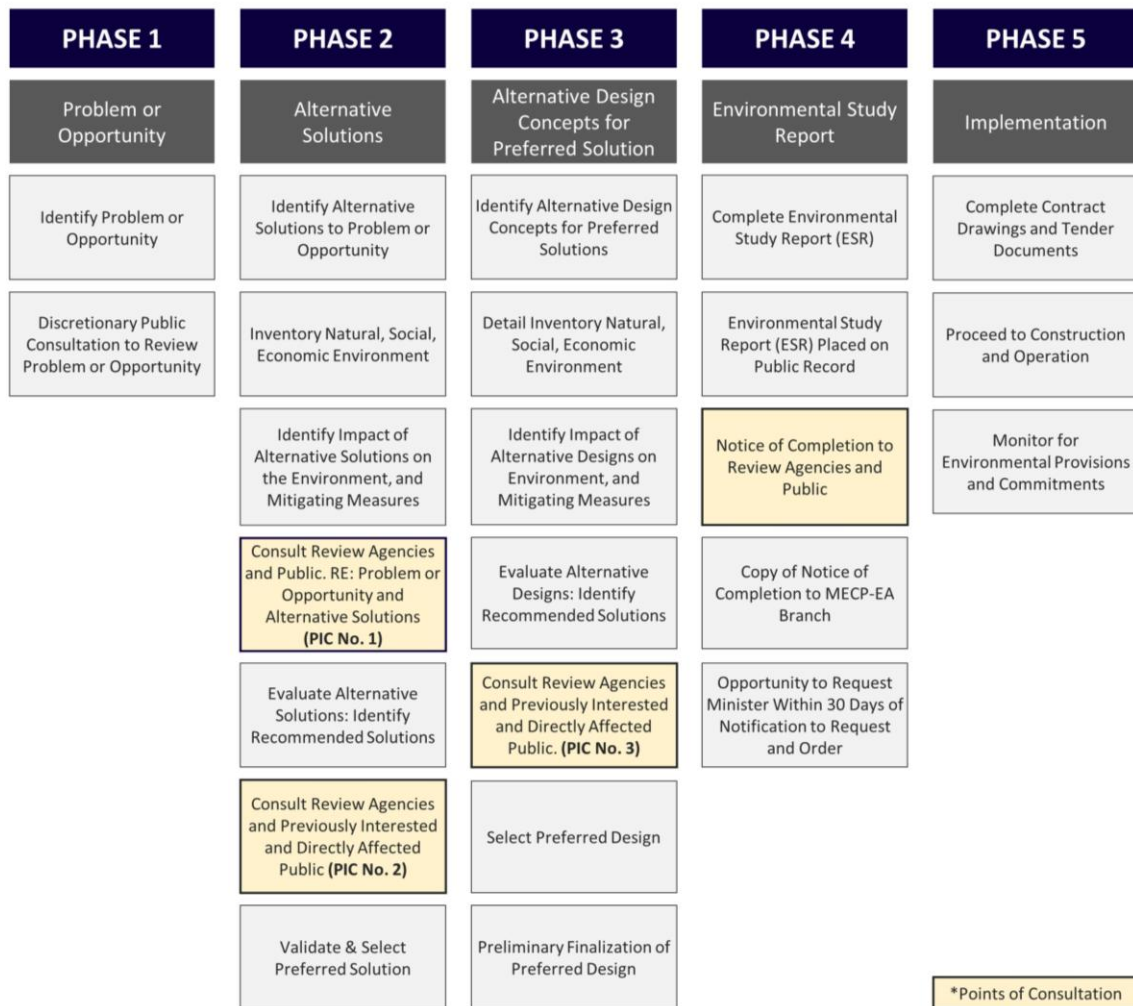 PHASE 1
Problem or
Opportunity
Identify Problem or
Opportunity
Discretionary Public
Consultation to Review
Problem or Opportunity
PHASE 2
Alternative
Solutions
Identify Alternative
Solutions to Problem or
Opportunity
Inventory Natural, Social,
Economic Environment
Identify Impact of
Alternative Solutions on
the Environment, and
Mitigating Measures
Consult Review Agencies
and Public. RE: Problem or
Opportunity and
Alternative Solutions
(PIC No. 1)
Evaluate Alternative
Solutions: Identify
Recommended Solutions
Consult Review Agencies
and Previously Interested
and Directly Affected
Public (PIC No. 2)
Validate & Select
Preferred Solution
PHASE 3
Alternative Design
Concepts for
Preferred Solution
Identify Alternative Design
Concepts for Preferred
Solutions
Detail Inventory Natural,
Social, Economic
Environment
Identify Impact of
Alternative Designs on
Environment, and
Mitigating Measures
Evaluate Alternative
Designs: Identify
Recommended Solutions
Consult Review Agencies
and Previously Interested
and Directly Affected
Public. (PIC No. 3)
Select Preferred Design
Preliminary Finalization of
Preferred Design
PHASE 4
Environmental Study
Report
Complete Environmental
Study Report (ESR)
Environmental Study
Report (ESR) Placed on
Public Record
Notice of Completion to
Review Agencies and
Public
Copy of Notice of
Completion to MECP-EA
Branch
Opportunity to Request
Minister Within 30 Days of
Notification to Request
and Order
PHASE 5
Implementation
Complete Contract
Drawings and Tender
Documents
Proceed to Construction
and Operation
Monitor for
Environmental Provisions
and Commitments
*Points of Consultation